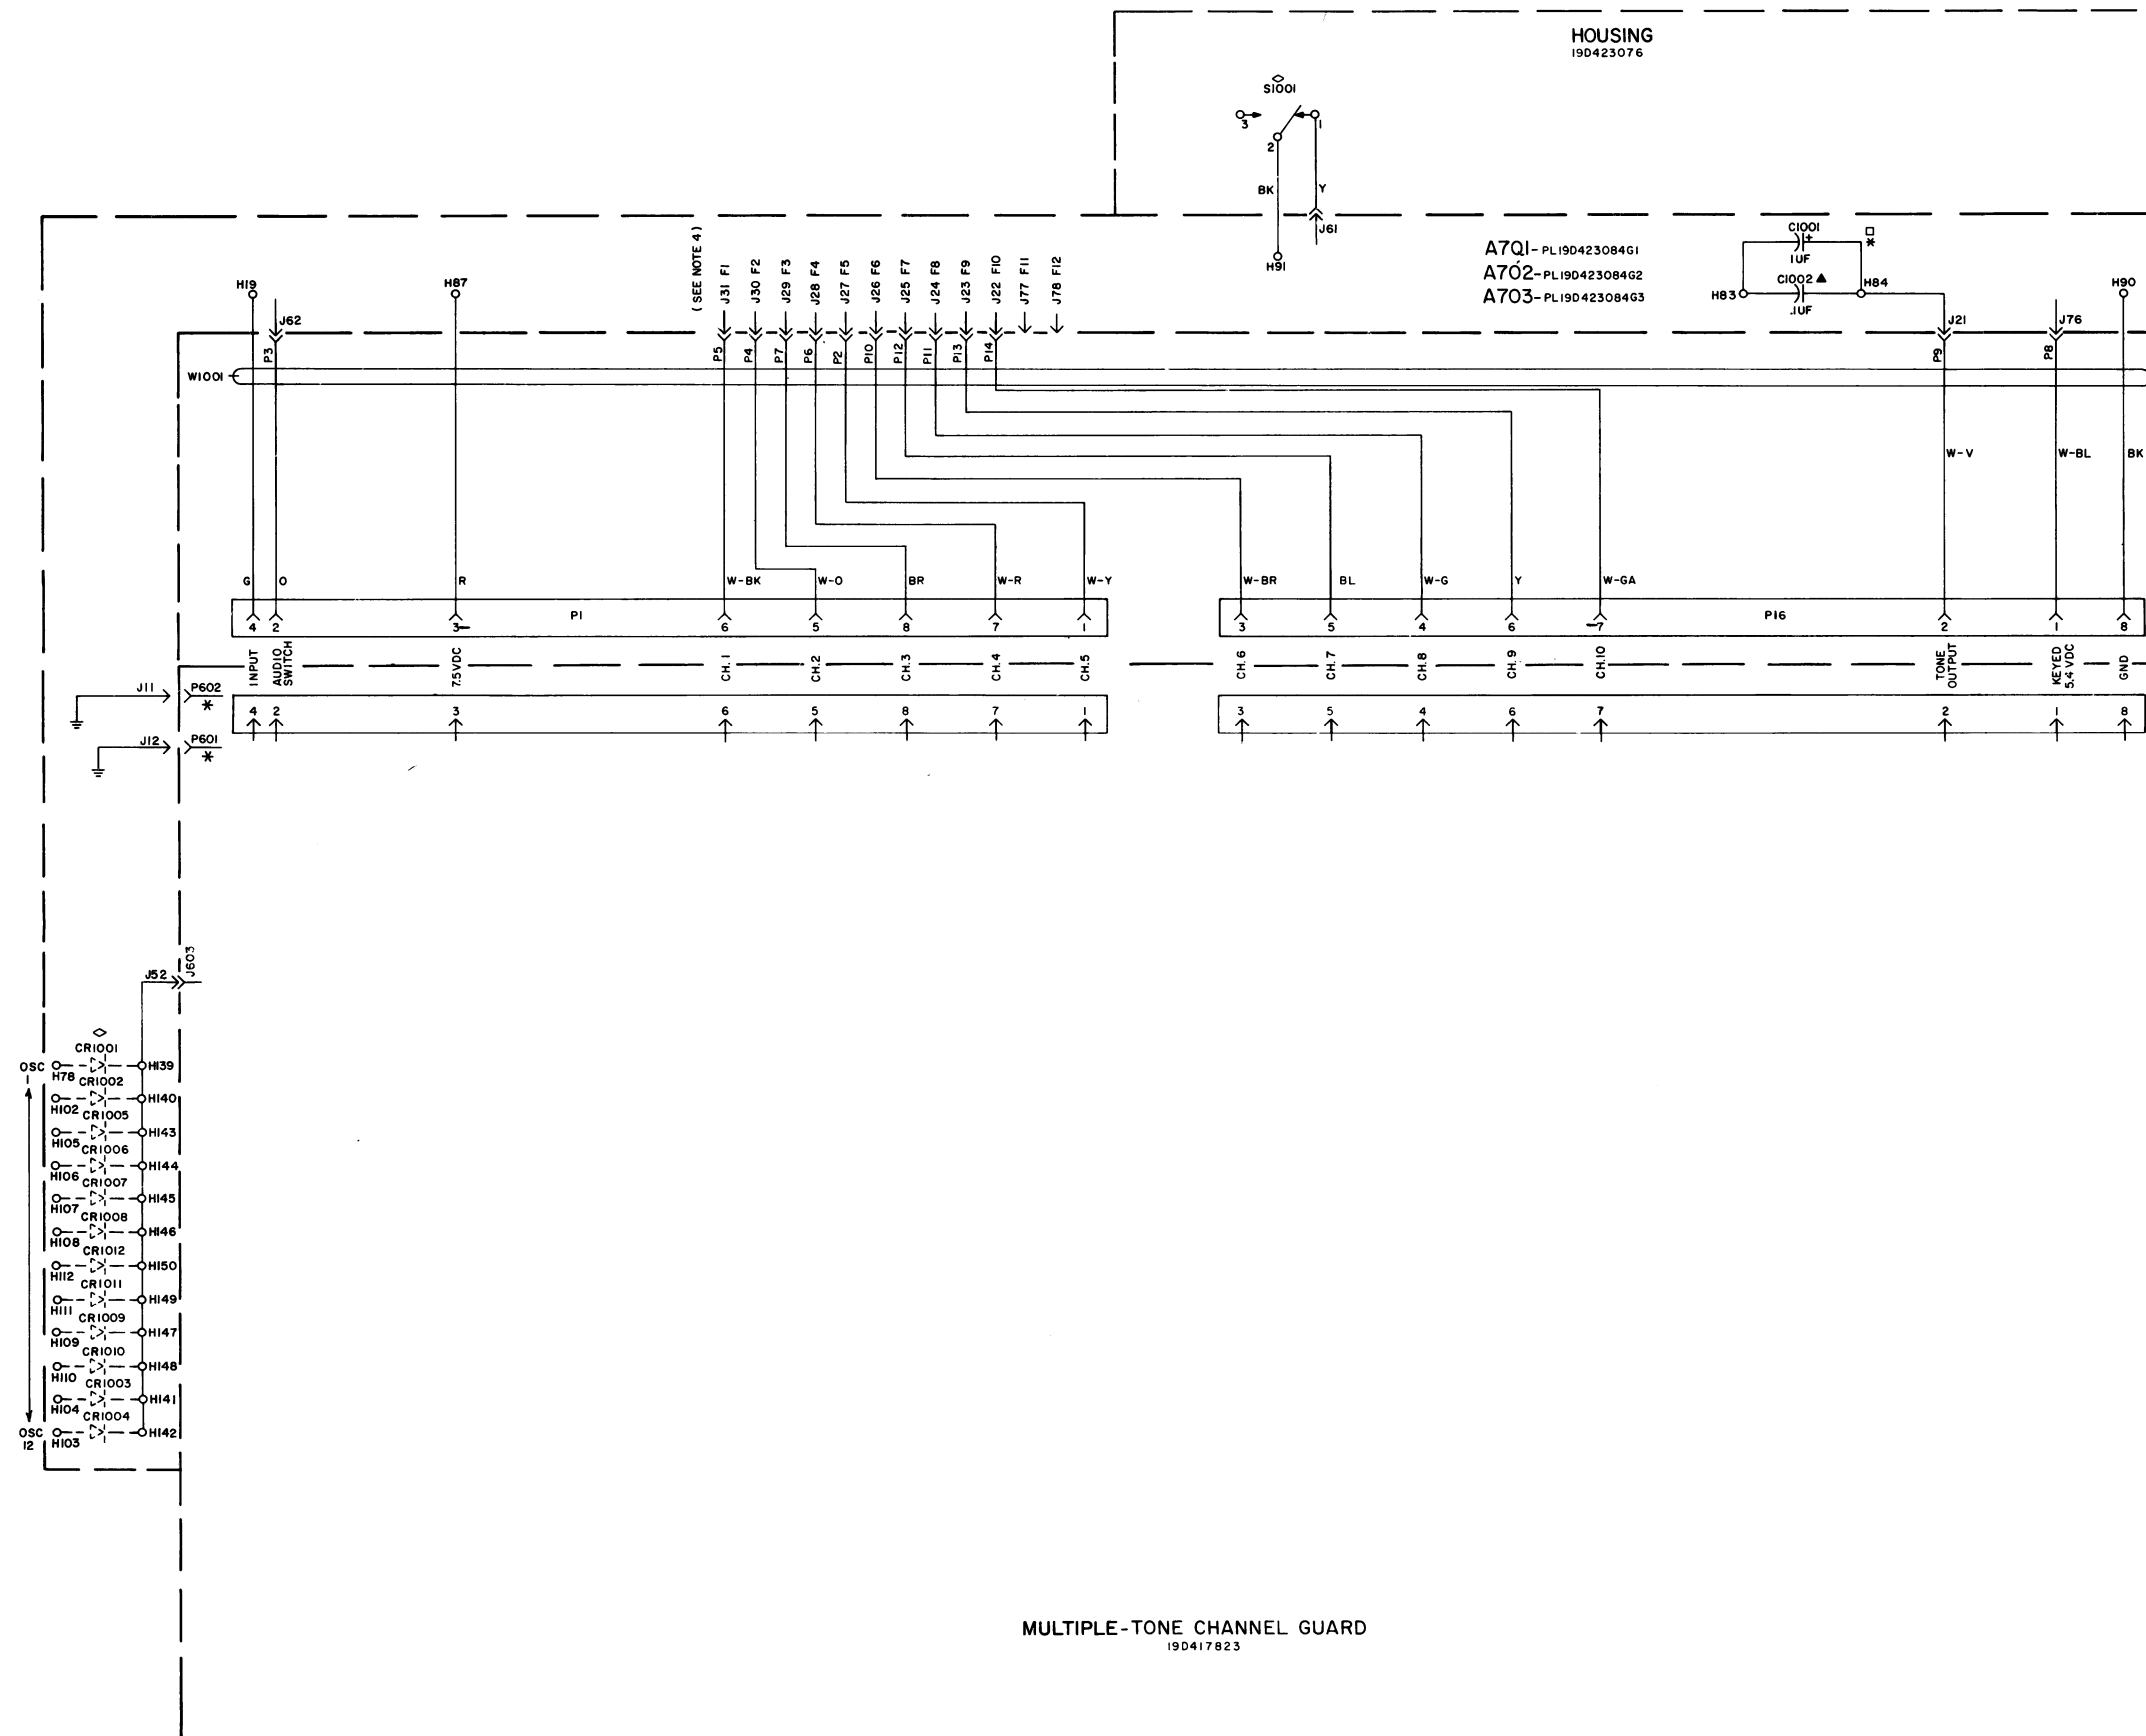 HOUSING
19D423076
S1001
3
1
2
BK
Y
J61
H91
A701-PL19D423084G1
A702-PL19D423084G2
A703-PL19D423084G3
C1001
+
1UF
C1002
.1UF
H83
H84
H90
(SEE NOTE 4)
J31 F1
J30 F2
J29 F3
J28 F4
J27 F5
J26 F6
J25 F7
J24 F8
J23 F9
J22 F10
J77 F11
J78 F12
H19
J62
H87
J21
J76
P3
P5
P4
P7
P6
P2
P10
P12
P11
P13
P14
P9
P8
W1001
W-V
W-BL
BK
G
O
R
W-BK
W-O
BR
W-R
W-Y
W-BR
BL
W-G
Y
W-GA
P1
P16
4 2 3 6 5 8 7 1
3 5 4 6 7 2 1 8
INPUT
AUDIO
SWTCH
7.5VDC
CH.1
CH.2
CH.3
CH.4
CH.5
CH.6
CH.7
CH.8
CH.9
CH.10
TONE
OUTPUT
KEYED
5.4 VDC
GND
J11
P602
*
4 2 3 6 5 8 7 1
3 5 4 6 7 2 1 8
J12
P601
*
J52
J603
CR1001
OSC
1
H78
H139
CR1002
H102
H140
CR1005
H105
H143
CR1006
H106
H144
CR1007
H107
H145
CR1008
H108
H146
CR1012
H112
H150
CR1011
H111
H149
CR1009
H109
H147
CR1010
H110
H148
CR1003
H104
H141
CR1004
OSC
12
H103
H142
MULTIPLE-TONE CHANNEL GUARD
19D417823